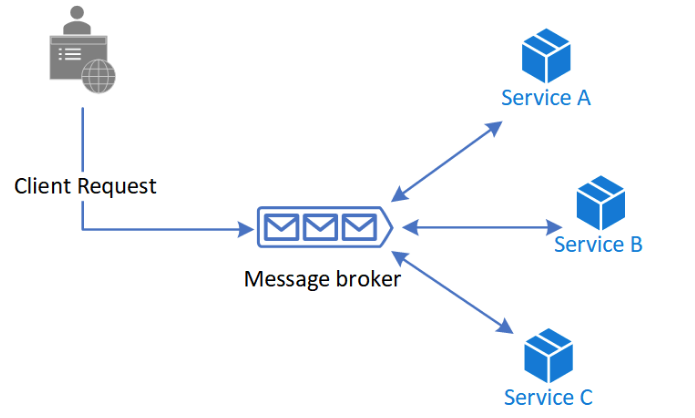 Service A
Client Request
Service B
Message broker
Service C